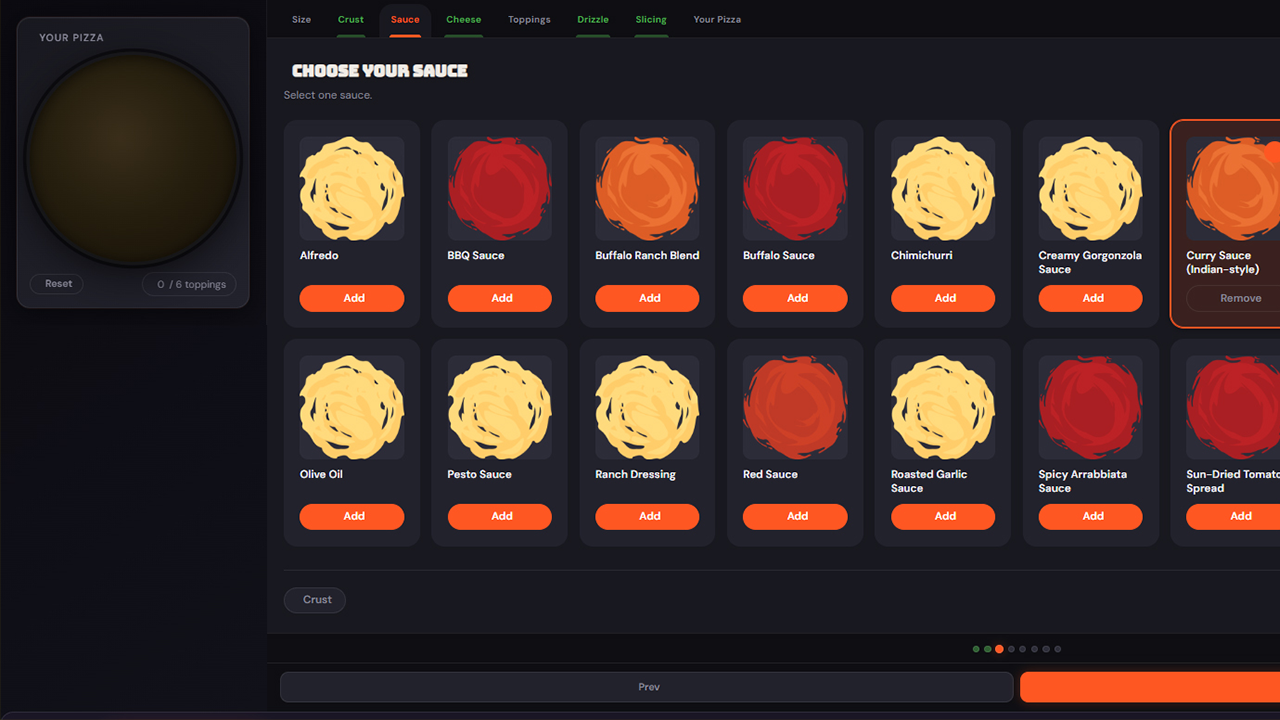 YOUR PIZZA
Reset
0 / 6 toppings
Size Crust Sauce Cheese Toppings Drizzle Slicing Your Pizza
CHOOSE YOUR SAUCE
Select one sauce.
Alfredo
Add
BBQ Sauce
Add
Buffalo Ranch Blend
Add
Buffalo Sauce
Add
Chimichurri
Add
Creamy Gorgonzola
Sauce
Add
Curry Sauce
(Indian-style)
Remove
Olive Oil
Add
Pesto Sauce
Add
Ranch Dressing
Add
Red Sauce
Add
Roasted Garlic
Sauce
Add
Spicy Arrabbiata
Sauce
Add
Sun-Dried Tomato
Spread
Add
Crust
Prev